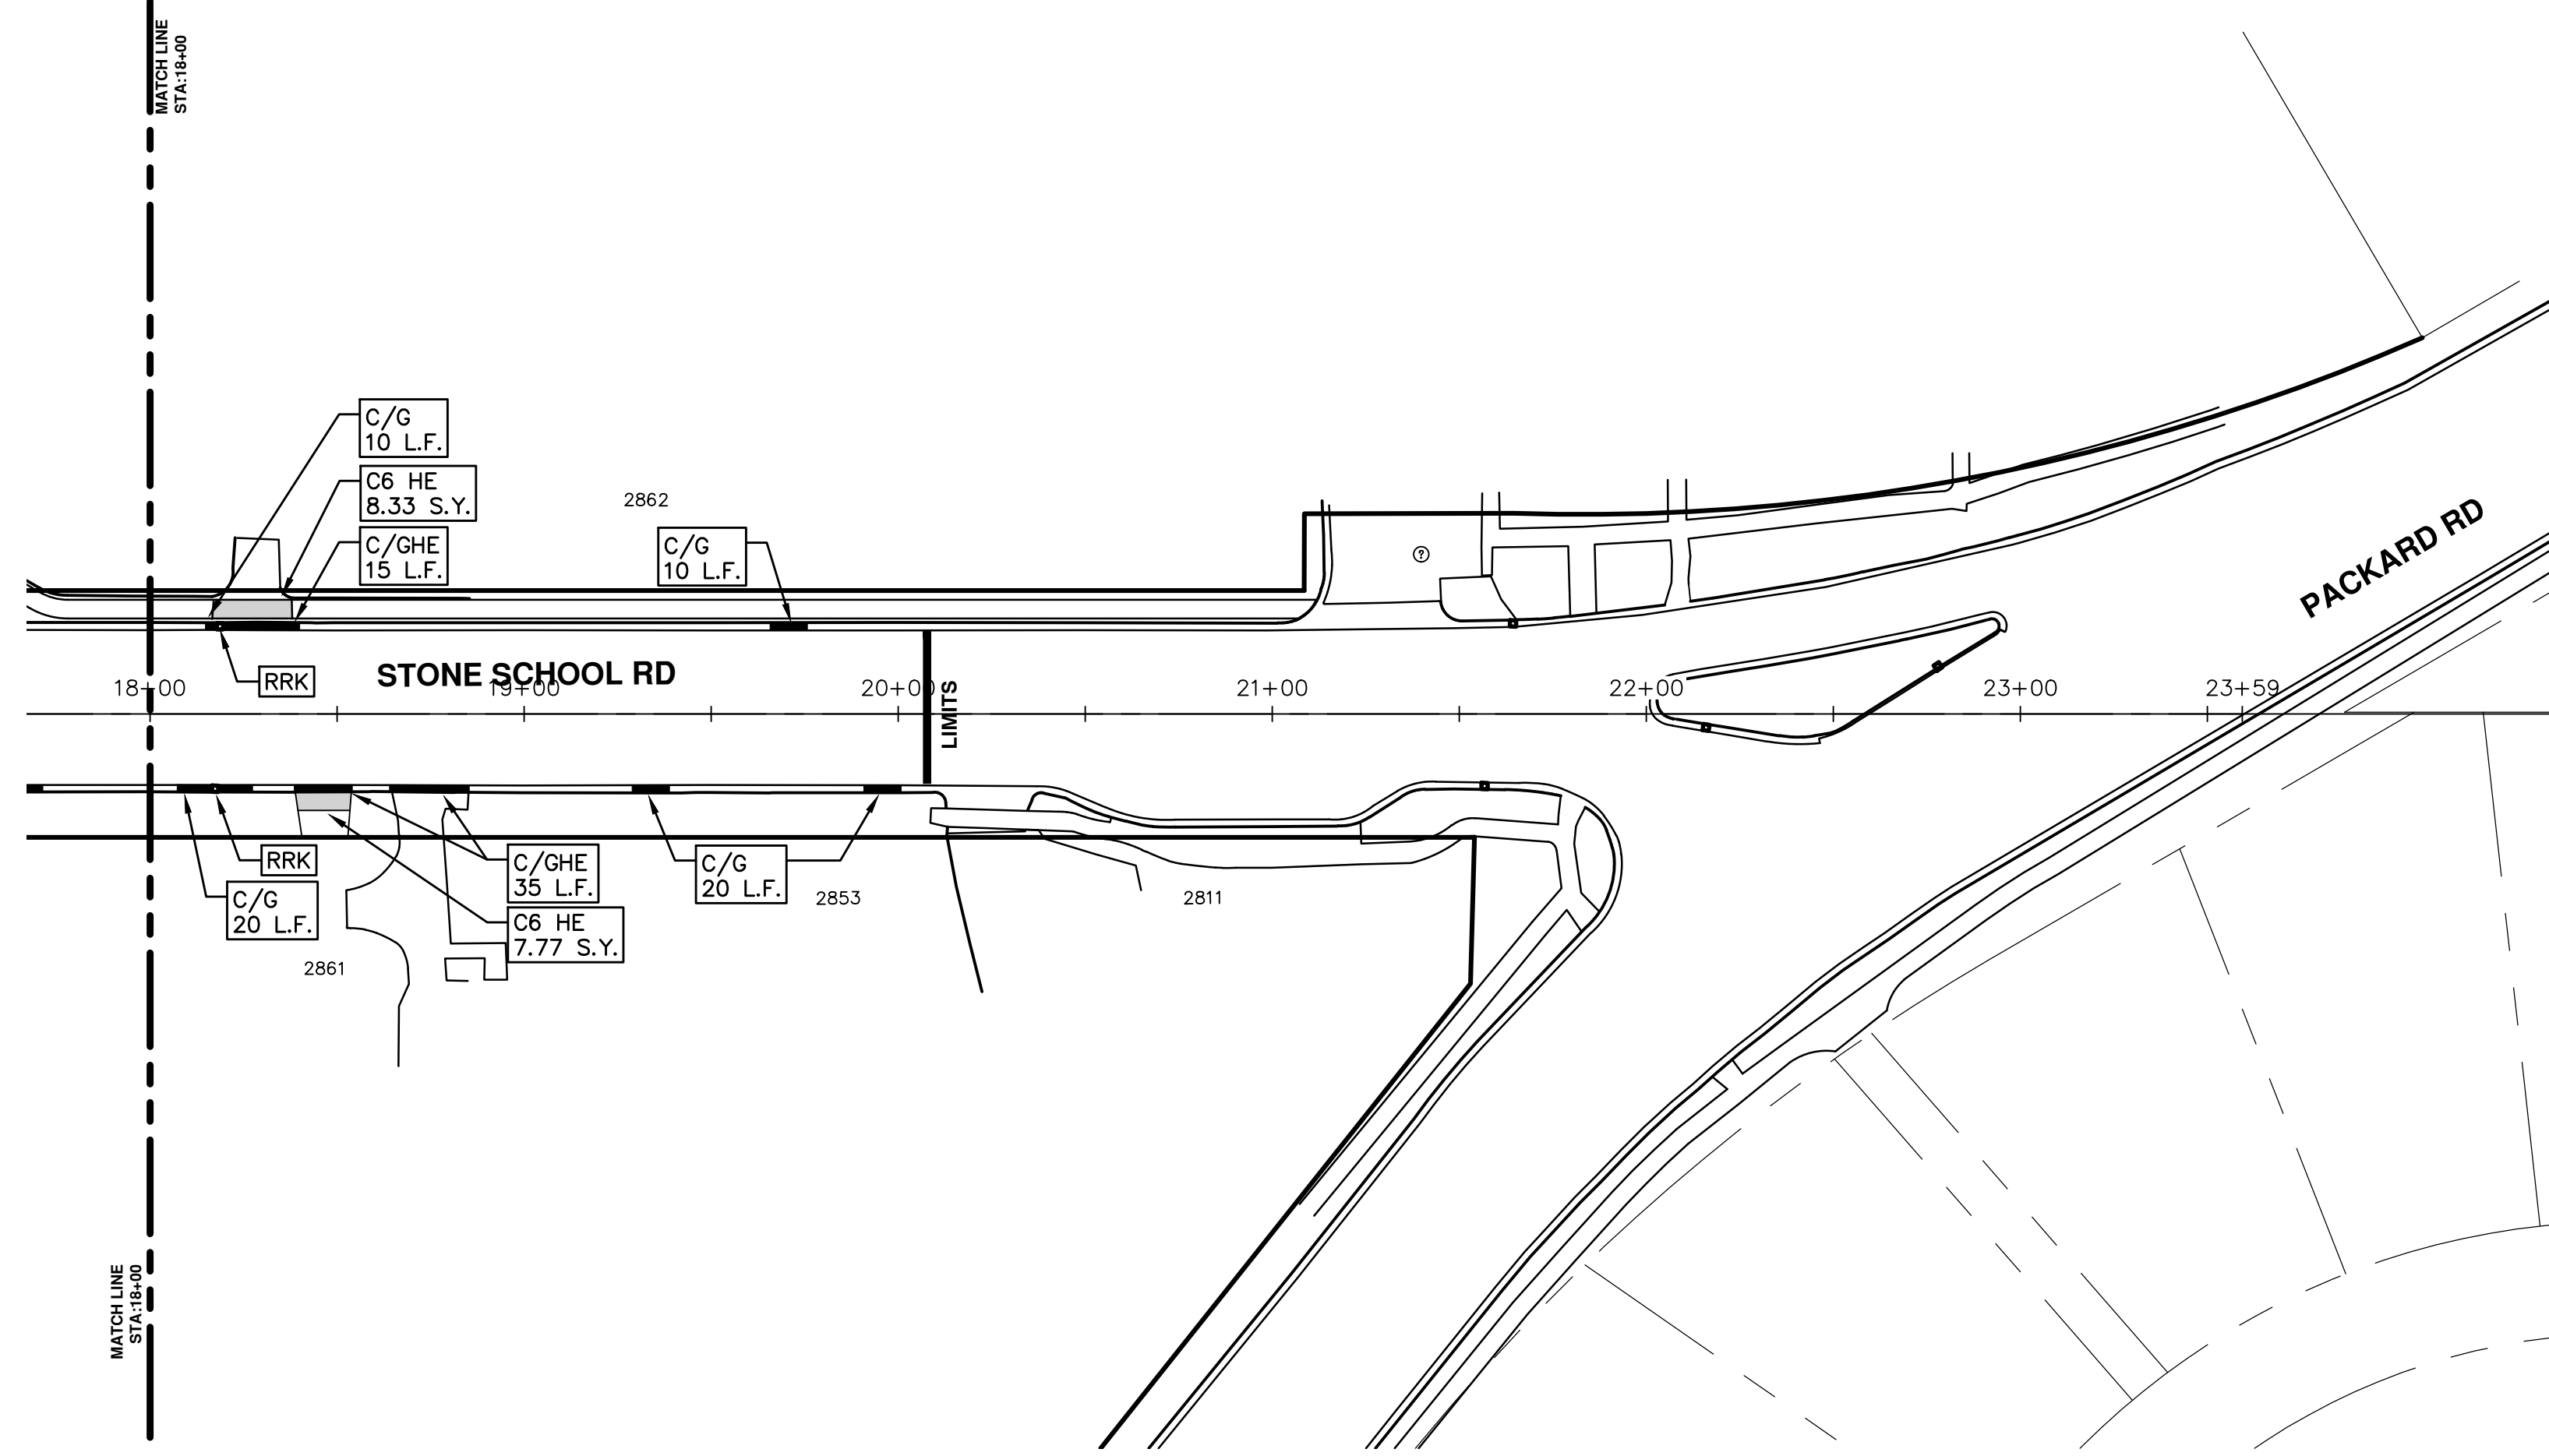 MATCH LINE
STA:18+00
C/G
10 L.F.
C6 HE
8.33 S.Y.
C/GHE
15 L.F.
2862
C/G
10 L.F.
?
PACKARD RD
RRK
STONE SCHOOL RD
18+00
19+00
20+00
21+00
22+00
23+00
23+59
LIMITS
RRK
C/G
20 L.F.
C/GHE
35 L.F.
C6 HE
7.77 S.Y.
C/G
20 L.F.
2853
2811
2861
MATCH LINE
STA:18+00